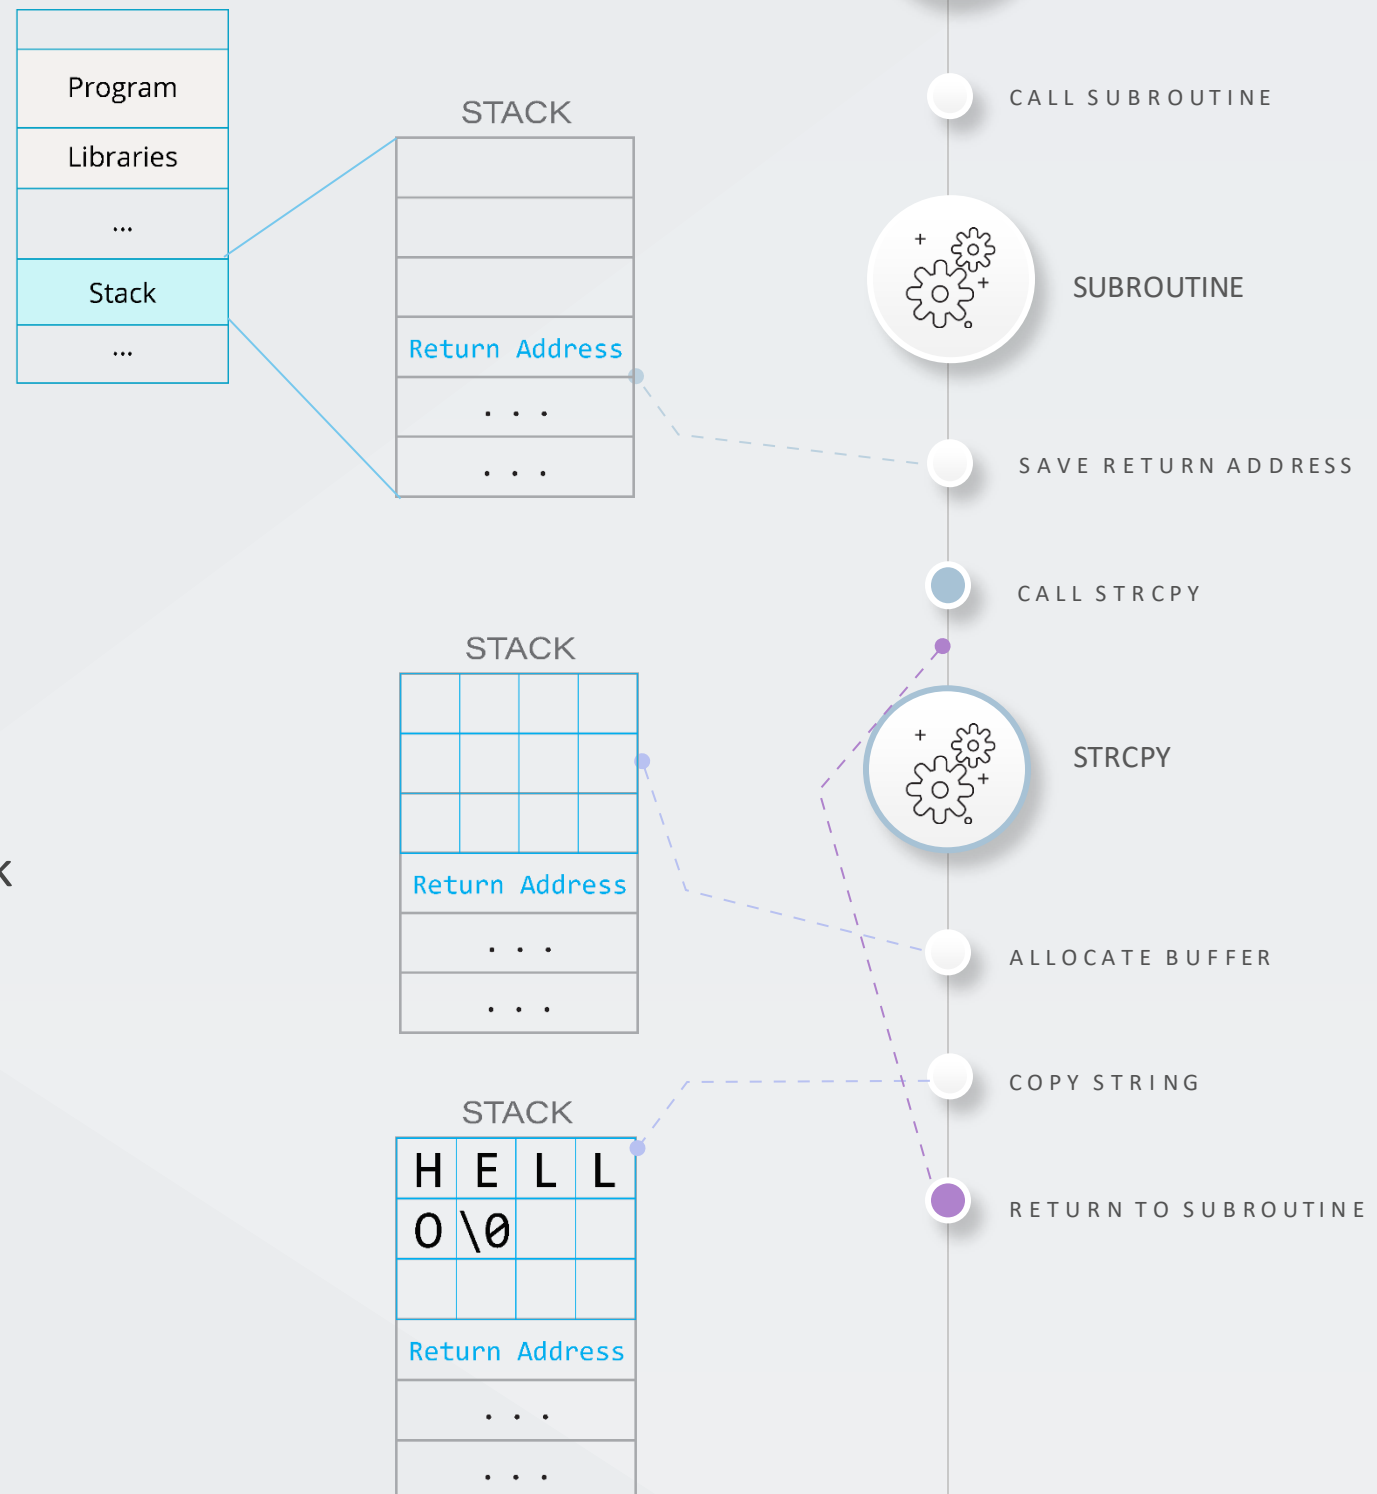 Program
Libraries
...
Stack
...
STACK
Return Address
. . .
. . .
CALL SUBROUTINE
SUBROUTINE
SAVE RETURN ADDRESS
CALL STRCPY
STACK
Return Address
. . .
. . .
STRCPY
K
ALLOCATE BUFFER
COPY STRING
STACK
H E L L
O \0
Return Address
. . .
. . .
RETURN TO SUBROUTINE